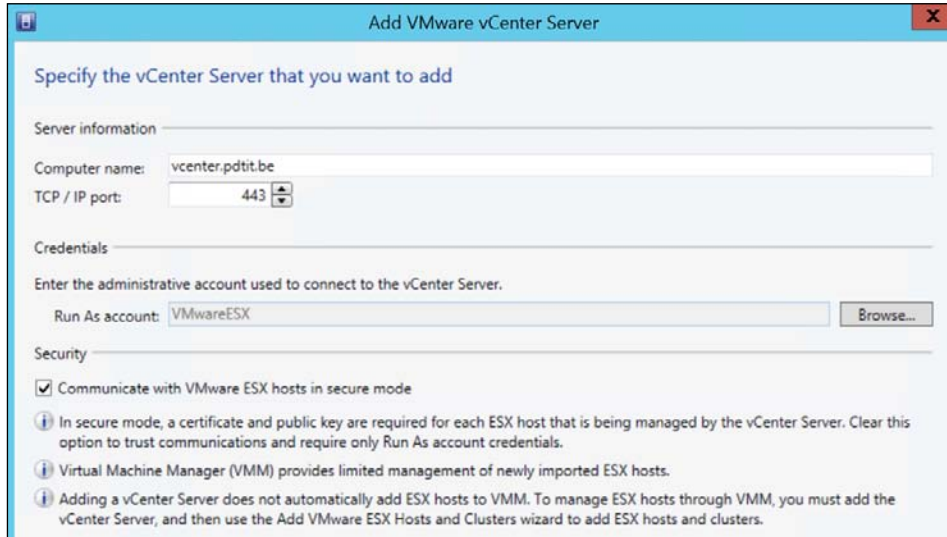 Add VMware vCenter Server
X
Specify the vCenter Server that you want to add
Server information
Computer name: vcenter.pdtit.be
TCP / IP port: 443
Credentials
Enter the administrative account used to connect to the vCenter Server.
Run As account: VMwareESX Browse...
Security
Communicate with VMware ESX hosts in secure mode
In secure mode, a certificate and public key are required for each ESX host that is being managed by the vCenter Server. Clear this
option to trust communications and require only Run As account credentials.
Virtual Machine Manager (VMM) provides limited management of newly imported ESX hosts.
Adding a vCenter Server does not automatically add ESX hosts to VMM. To manage ESX hosts through VMM, you must add the
vCenter Server, and then use the Add VMware ESX Hosts and Clusters wizard to add ESX hosts and clusters.